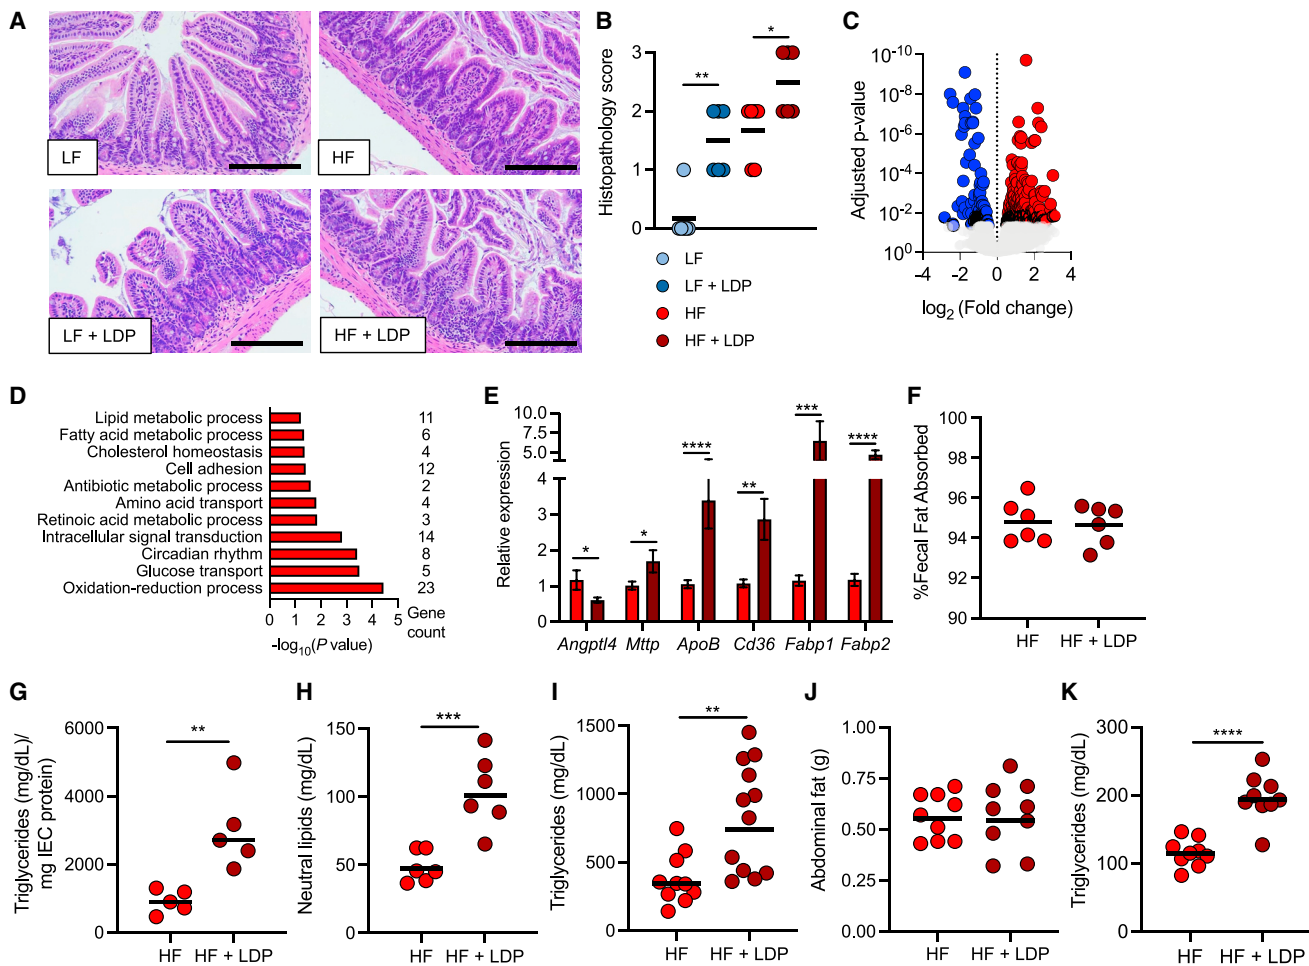 A
LF
HF
LF + LDP
HF + LDP
B
Histopathology score
3
2
1
0
**
*
LF
LF + LDP
HF
HF + LDP
C
Adjusted p-value
10-10
10-8
10-6
10-4
10-2
100
-4 -2 0 2 4
log2 (Fold change)
D
Lipid metabolic process 11
Fatty acid metabolic process 6
Cholesterol homeostasis 4
Cell adhesion 12
Antibiotic metabolic process 2
Amino acid transport 4
Retinoic acid metabolic process 3
Intracellular signal transduction 14
Circadian rhythm 8
Glucose transport 5
Oxidation-reduction process 23
0 1 2 3 4 5
Gene count
-log10(P value)
E
Relative expression
10.0
7.5
5.0
4
3
2
1
0
*
*
****
**
***
****
Angptl4 Mttp ApoB Cd36 Fabp1 Fabp2
F
%Fecal Fat Absorbed
100
98
96
94
92
90
HF HF + LDP
G
Triglycerides (mg/dL)/
mg IEC protein)
6000
4000
2000
0
**
HF HF + LDP
H
Neutral lipids (mg/dL)
150
100
50
0
***
HF HF + LDP
I
Triglycerides (mg/dL)
1500
1000
500
0
**
HF HF + LDP
J
Abdominal fat (g)
1.00
0.75
0.50
0.25
0.00
HF HF + LDP
K
Triglycerides (mg/dL)
300
200
100
0
****
HF HF + LDP